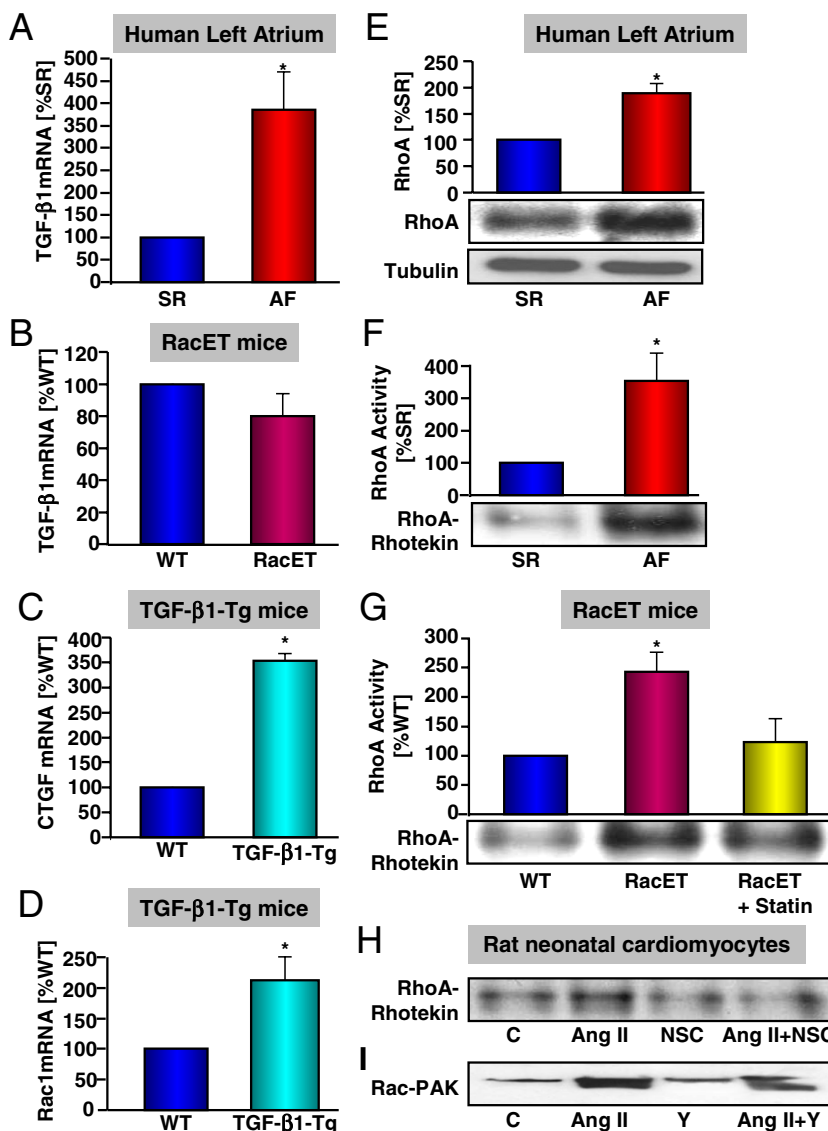 A
Human Left Atrium
TGF-β1mRNA [%SR]
500
450
400
350
300
250
200
150
100
50
0
*
SR
AF
B
RacET mice
TGF-β1mRNA [%WT]
120
100
80
60
40
20
0
WT
RacET
C
TGF-β1-Tg mice
CTGF mRNA [%WT]
400
350
300
250
200
150
100
50
0
*
WT
TGF-β1-Tg
D
TGF-β1-Tg mice
Rac1mRNA [%WT]
250
200
150
100
50
0
*
WT
TGF-β1-Tg
E
Human Left Atrium
RhoA [%SR]
250
200
150
100
50
0
*
RhoA
Tubulin
SR
AF
F
RhoA Activity
[%SR]
400
300
200
100
0
*
RhoA-
Rhotekin
SR
AF
G
RacET mice
RhoA Activity
[%WT]
300
250
200
150
100
50
0
*
RhoA-
Rhotekin
WT
RacET
RacET
+ Statin
H
Rat neonatal cardiomyocytes
RhoA-
Rhotekin
C
Ang II
NSC
Ang II+NSC
I
Rac-PAK
C
Ang II
Y
Ang II+Y